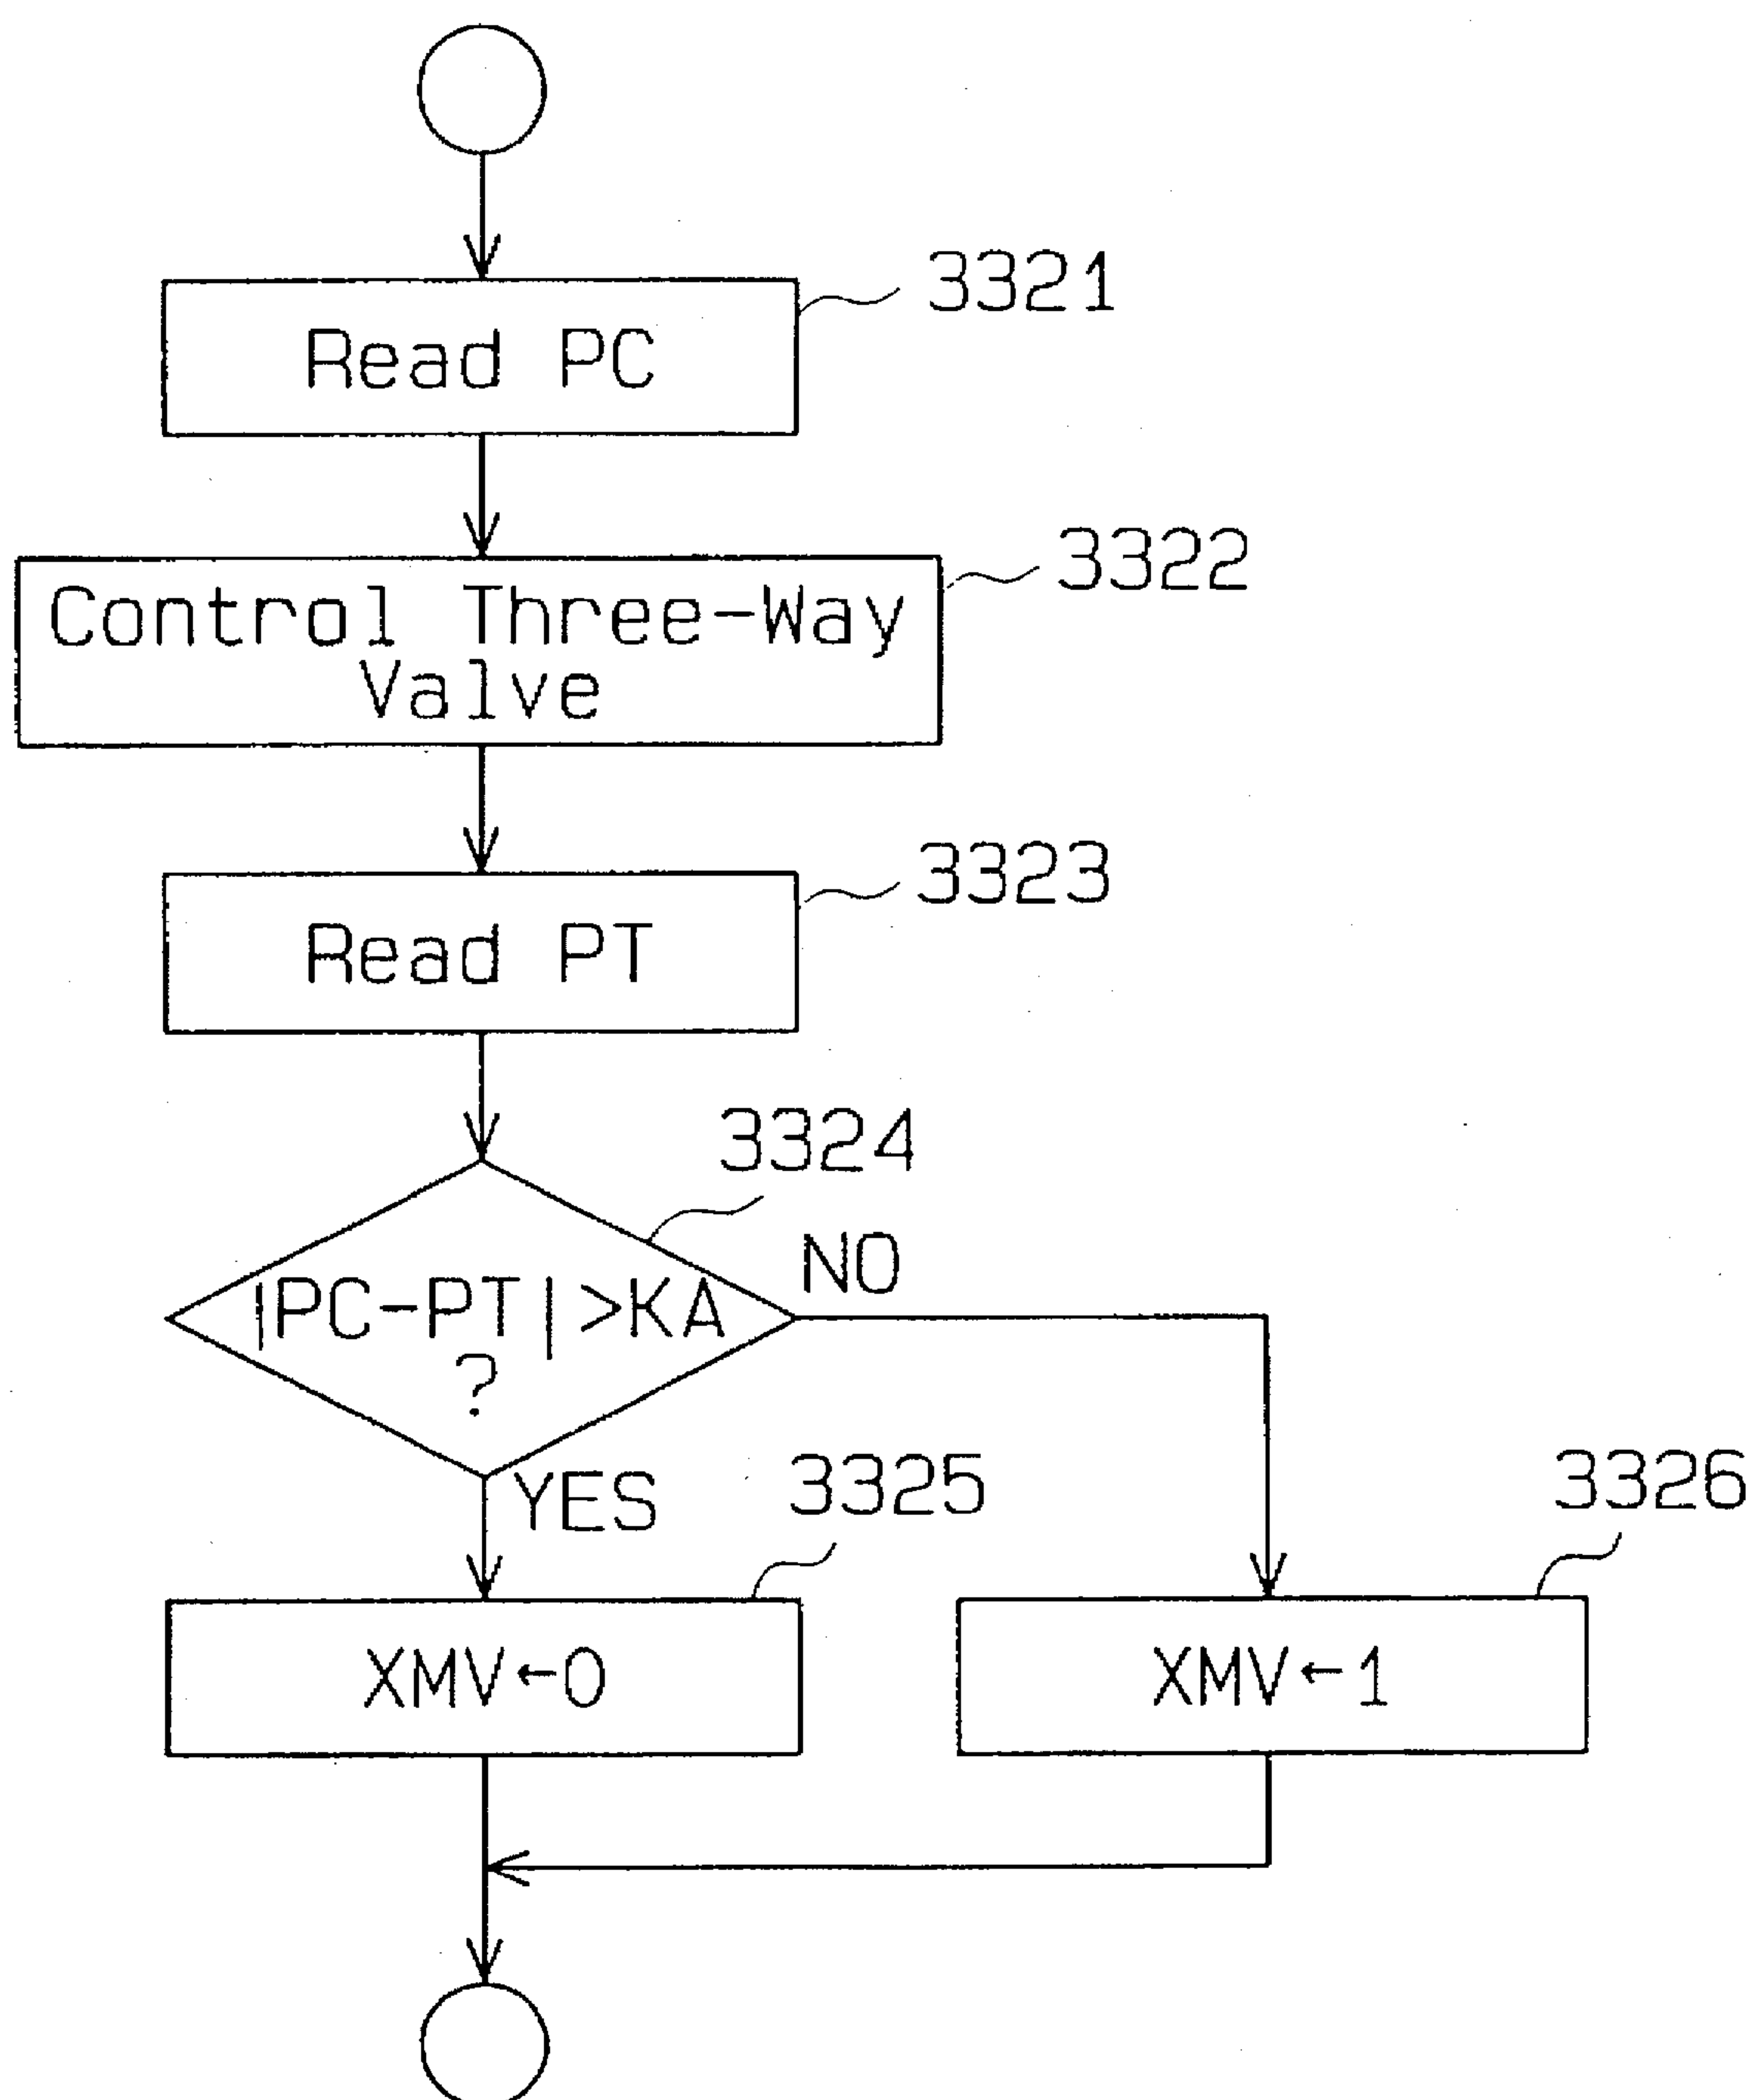 3321
Read PC
3322
Control Three-Way
Valve
3323
Read PT
3324
NO
|PC-PT|>KA
?
YES
3325
3326
XMV←0
XMV←1